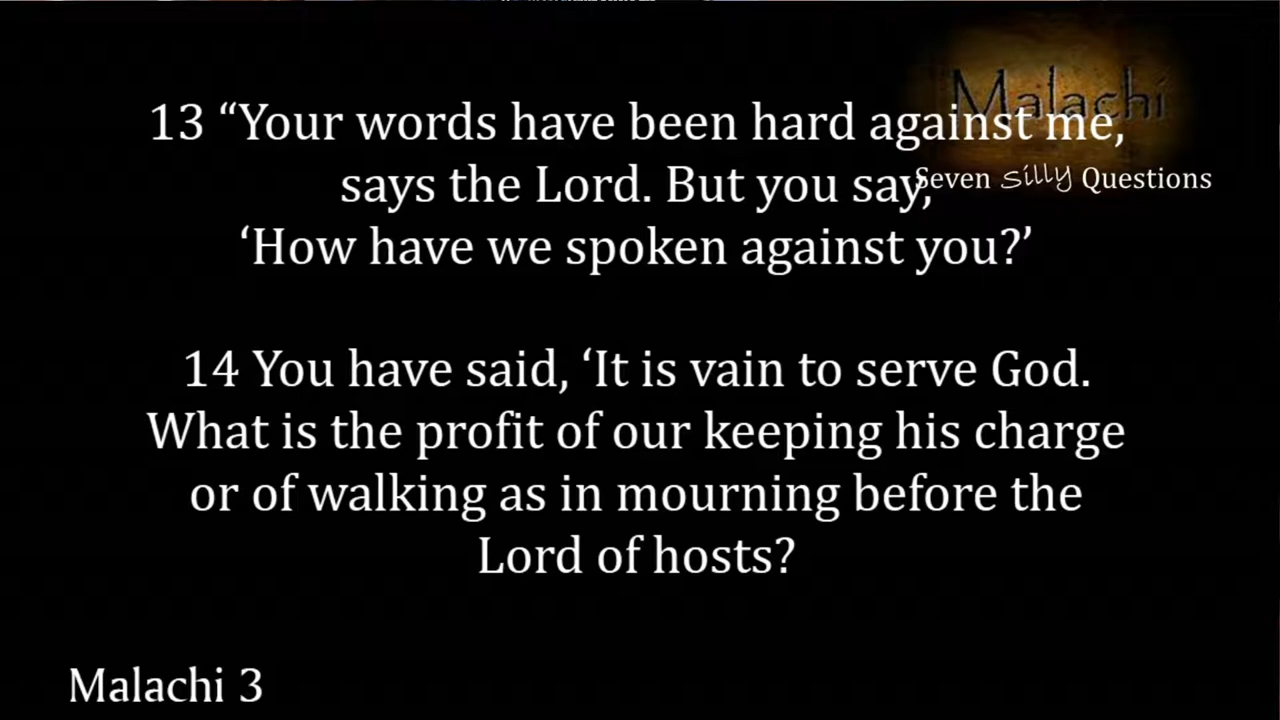 Malachi
Seven silly Questions
13 “Your words have been hard against me,
says the Lord. But you say,
‘How have we spoken against you?’
14 You have said, ‘It is vain to serve God.
What is the profit of our keeping his charge
or of walking as in mourning before the
Lord of hosts?
Malachi 3